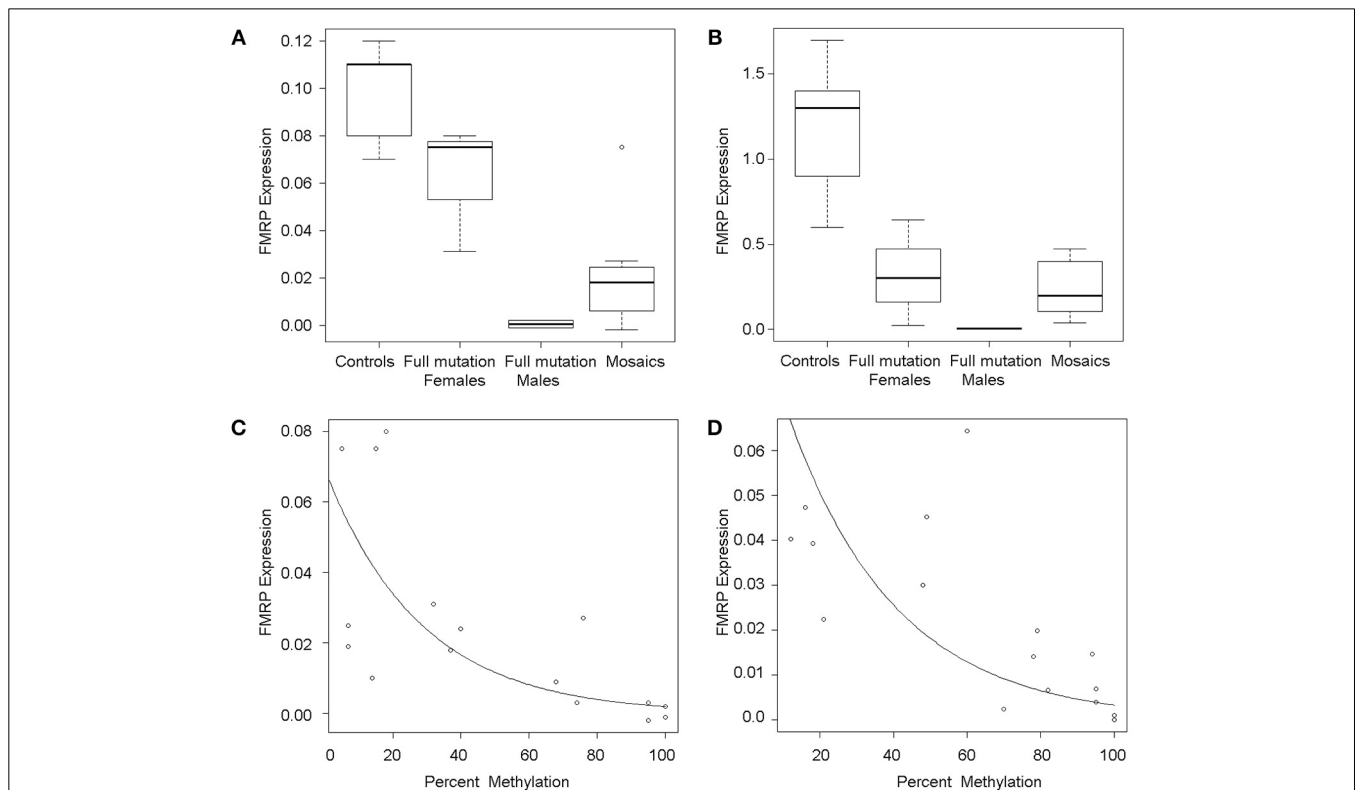 A
FMRP Expression
0.12
0.10
0.08
0.06
0.04
0.02
0.00
Controls Full mutation Full mutation Mosaics
Females Males
B
FMRP Expression
1.5
1.0
0.5
0.0
Controls Full mutation Full mutation Mosaics
Females Males
C
FMRP Expression
0.08
0.06
0.04
0.02
0.00
0 20 40 60 80 100
Percent Methylation
D
FMRP Expression
0.06
0.05
0.04
0.03
0.02
0.01
0.0
20 40 60 80 100
Percent Methylation